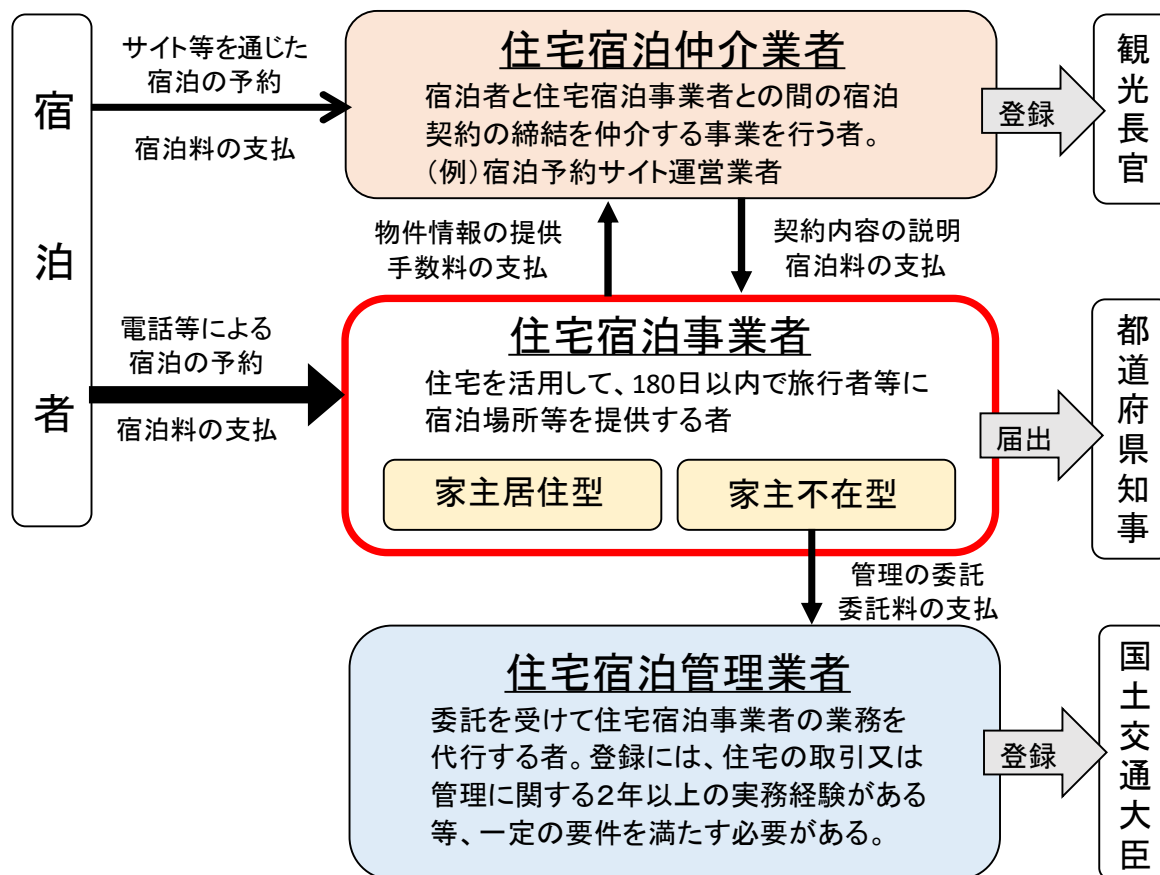 宿泊者
サイト等を通じた
宿泊の予約
宿泊料の支払
住宅宿泊仲介業者
宿泊者と住宅宿泊事業者との間の宿泊
契約の締結を仲介する事業を行う者。
（例）宿泊予約サイト運営業者
登録
観光長官
物件情報の提供
手数料の支払
契約内容の説明
宿泊料の支払
電話等による
宿泊の予約
宿泊料の支払
住宅宿泊事業者
住宅を活用して、180日以内で旅行者等に
宿泊場所等を提供する者
家主居住型
家主不在型
届出
都道府県知事
管理の委託
委託料の支払
住宅宿泊管理業者
委託を受けて住宅宿泊事業者の業務を
代行する者。登録には、住宅の取引又は
管理に関する２年以上の実務経験がある
等、一定の要件を満たす必要がある。
登録
国土交通大臣